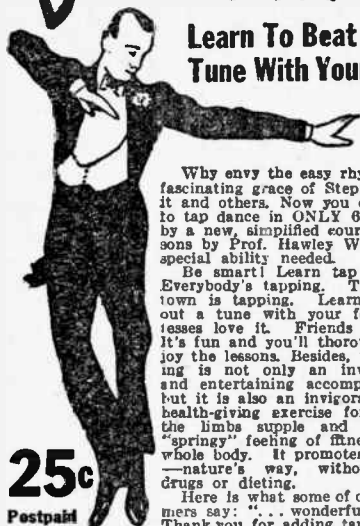 Learn To Beat
Tune With Your
Why envy the easy rhy
fascinating grace of Step
it and others. Now you c
to tap dance in ONLY 6
by a new, simplified cour
sons by Prof. Hawley W
special ability needed.
Be smart! Learn tap
Everybody's tapping. T
town is tapping. Learn
out a tune with your f
tesses love it. Friends
It's fun and you'll thoro
joy the lessons. Besides,
ing is not only an inv
and entertaining accomp
but it is also an invigora
health-giving exercise fo
the limbs supple and
"springy" feeling of fitne
whole body. It promotes
—nature's way, witho
drugs or dieting.
Here is what some of o
mers say: "... wonderfu
Thank you for adding an
25c
Postpaid